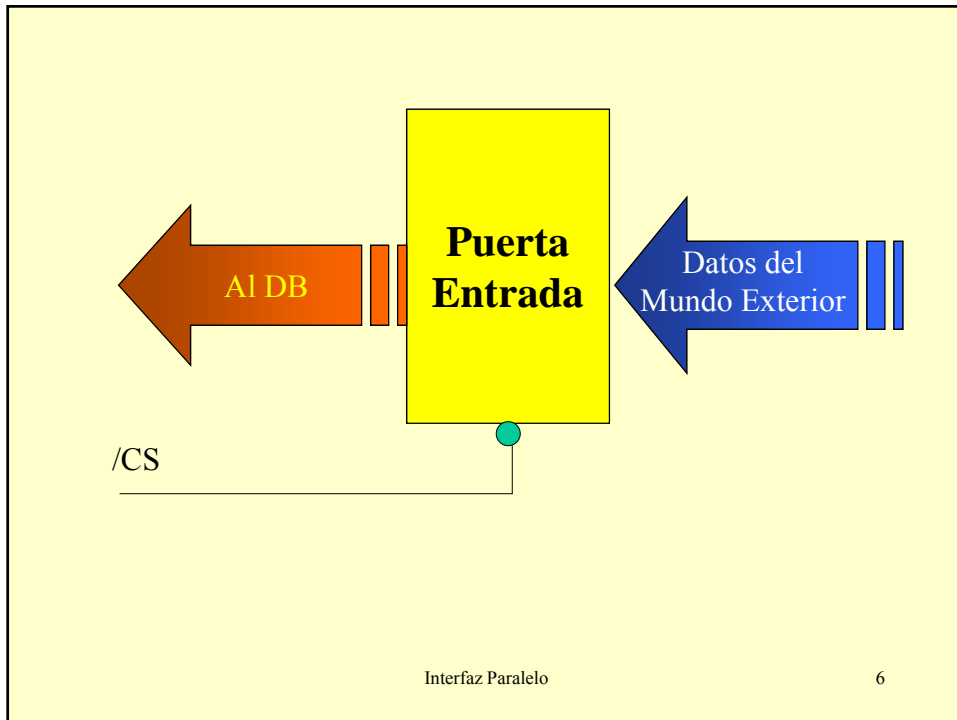 Puerta
Entrada
Al DB
Datos del
Mundo Exterior
/CS
Interfaz Paralelo
6